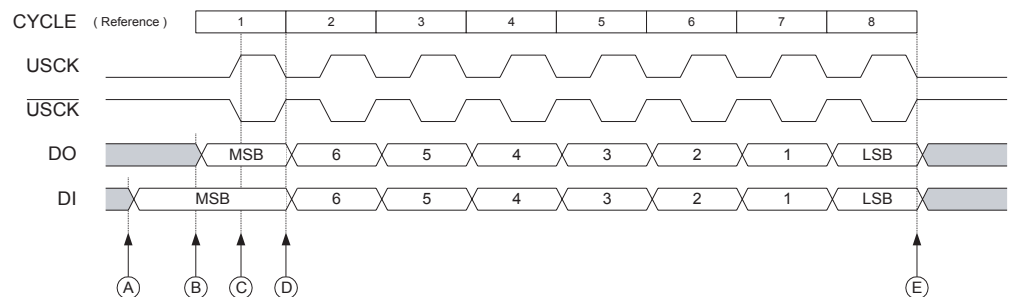 CYCLE ( Reference ) 1 2 3 4 5 6 7 8
USCK
USCK
DO MSB 6 5 4 3 2 1 LSB
DI MSB 6 5 4 3 2 1 LSB
A B C D E